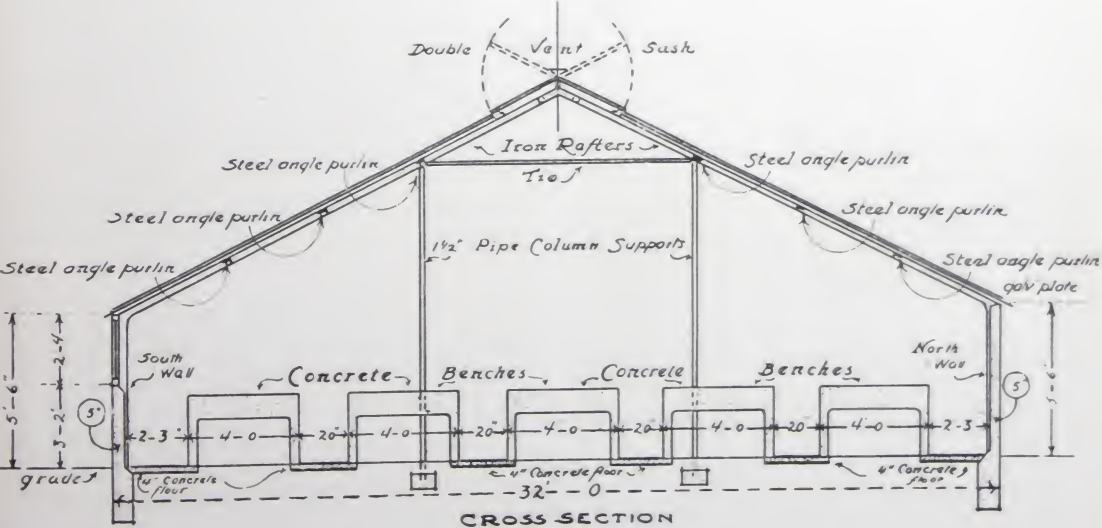 Double Vent Sash
Iron Rafters
Tie
Steel angle purlin
Steel angle purlin
Steel angle purlin
Steel angle purlin
Steel angle purlin
Steel angle purlin
1½" Pipe Column Supports
galv plate
South
Wall
North
Wall
2-4
3-2"
5'-6"
5'-6"
5"
5"
Concrete Benches Concrete Benches
2-3" 4-0 20" 4-0 20" 4-0 20" 4-0 20" 4-0 2-3
grade
4" Concrete
floor
4" Concrete floor
4" Concrete
floor
32'-0
CROSS SECTION